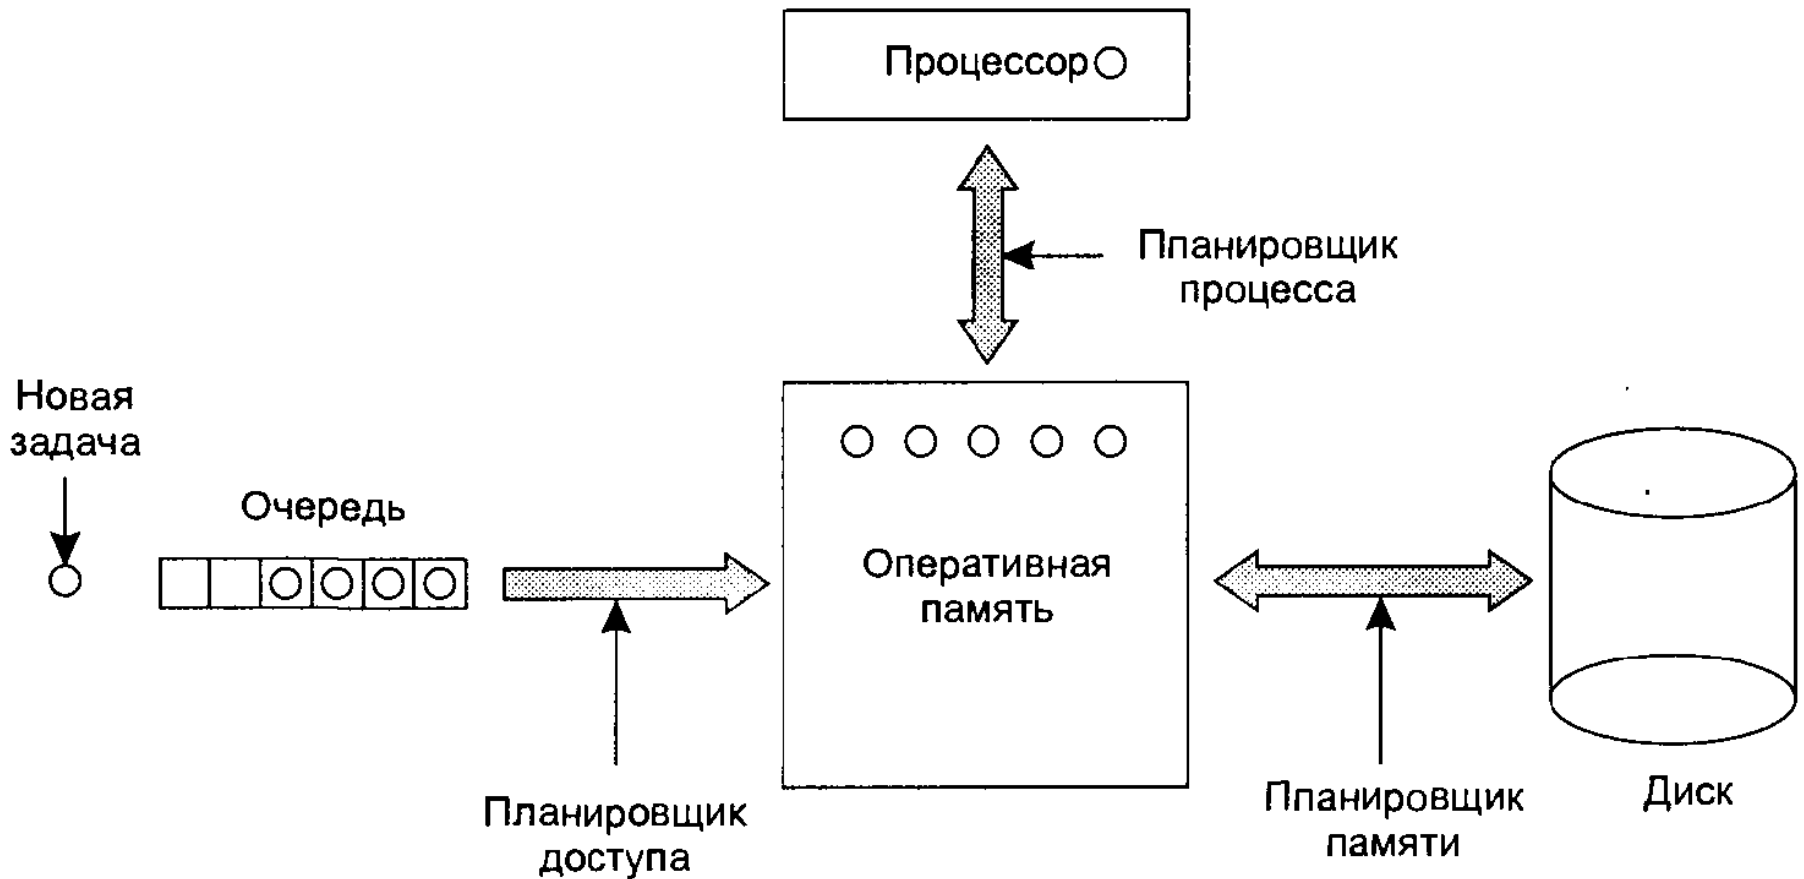 Процессор
Планировщик
процесса
Новая
задача
Очередь
Оперативная
память
Планировщик
доступа
Планировщик
памяти
Диск